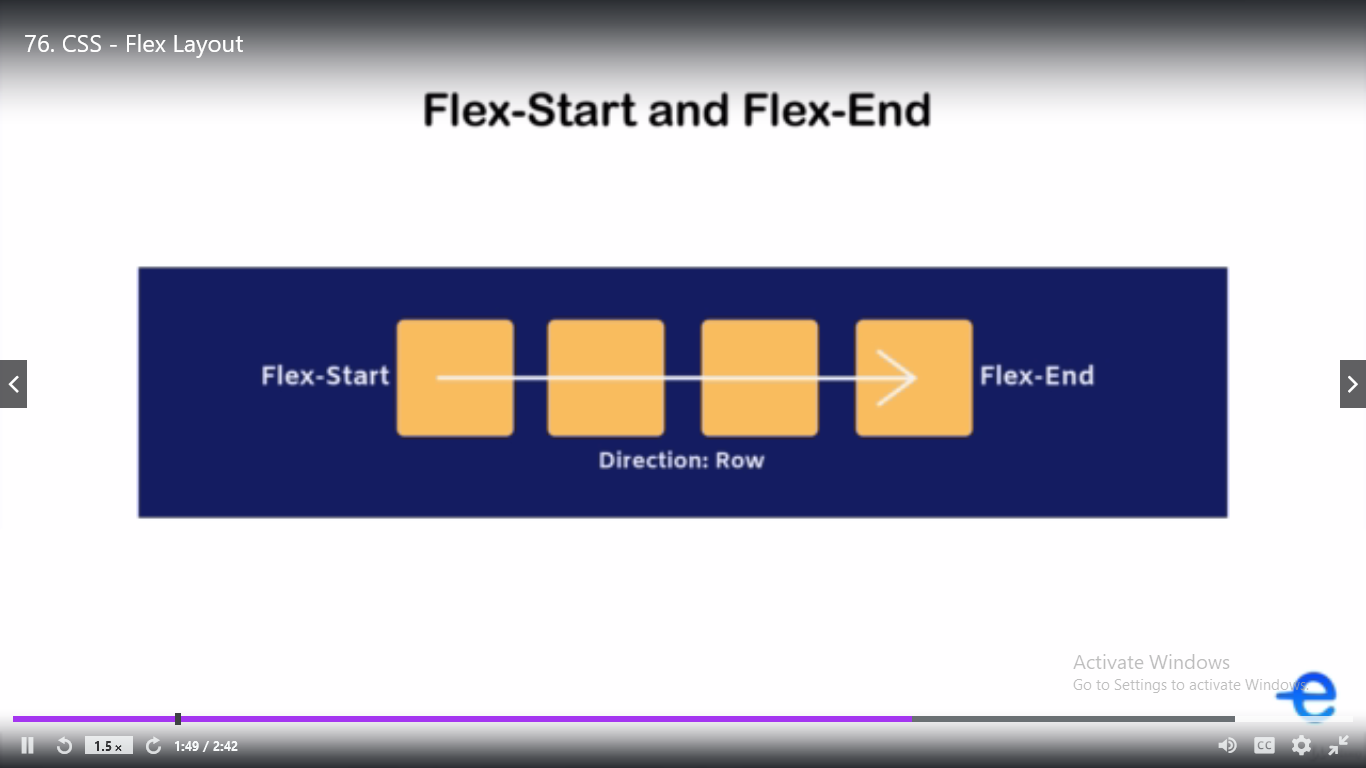 76. CSS - Flex Layout
Flex-Start and Flex-End
Flex-Start
Flex-End
Direction: Row
Activate Windows
Go to Settings to activate Windows.
e
1.5 x
1:49 / 2:42
CC